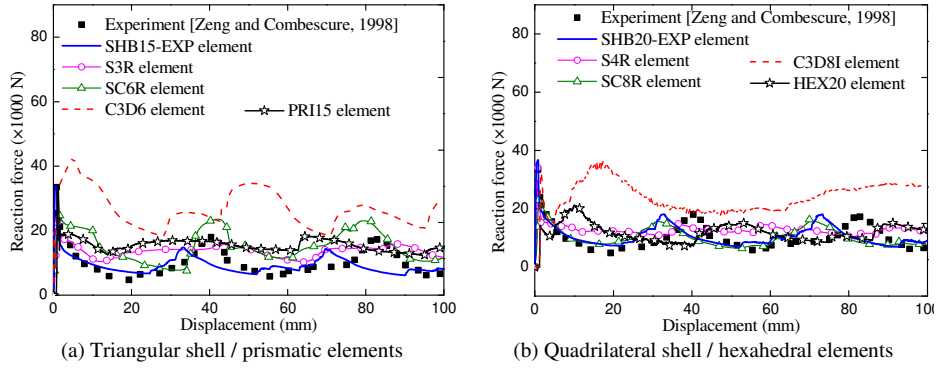 Experiment [Zeng and Combescure, 1998]
SHB15-EXP element
S3R element
SC6R element
C3D6 element
PRI15 element
Reaction force (×1000 N)
80
60
40
20
0
0 20 40 60 80 100
Displacement (mm)
(a) Triangular shell / prismatic elements
Experiment [Zeng and Combescure, 1998]
SHB20-EXP element
S4R element
C3D8I element
SC8R element
HEX20 element
Reaction force (×1000 N)
80
60
40
20
0
0 20 40 60 80 100
Displacement (mm)
(b) Quadrilateral shell / hexahedral elements